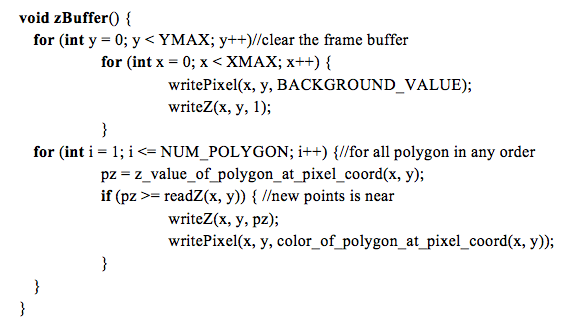 void zBuffer() {
for (int y = 0; y < YMAX; y++)//clear the frame buffer
for (int x = 0; x < XMAX; x++) {
writePixel(x, y, BACKGROUND_VALUE);
writeZ(x, y, 1);
}
for (int i = 1; i <= NUM_POLYGON; i++) {//for all polygon in any order
pz = z_value_of_polygon_at_pixel_coord(x, y);
if (pz >= readZ(x, y)) { //new points is near
writeZ(x, y, pz);
writePixel(x, y, color_of_polygon_at_pixel_coord(x, y));
}
}
}